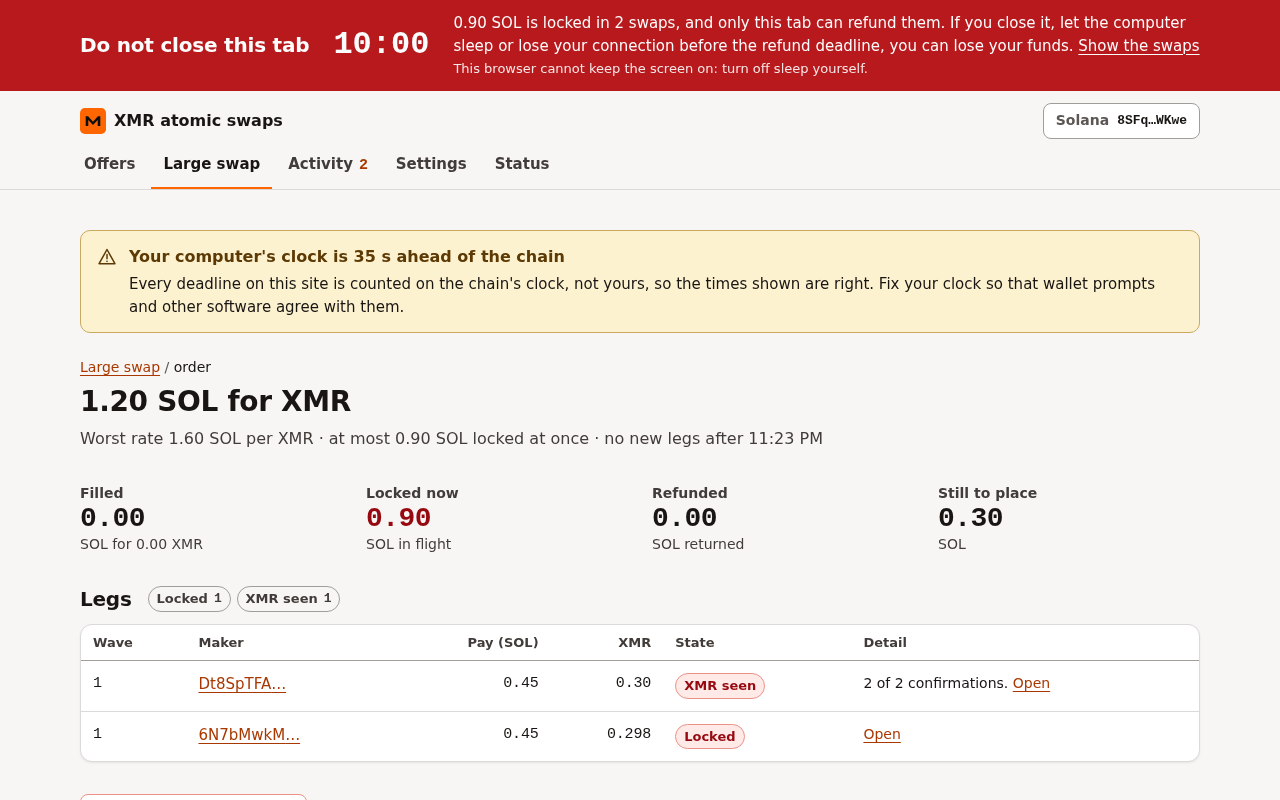 Do not close this tab
10:00
0.90 SOL is locked in 2 swaps, and only this tab can refund them. If you close it, let the computer
sleep or lose your connection before the refund deadline, you can lose your funds. Show the swaps
This browser cannot keep the screen on: turn off sleep yourself.
XMR atomic swaps
Solana 8SFq…WKwe
Offers Large swap Activity 2 Settings Status
Your computer's clock is 35 s ahead of the chain
Every deadline on this site is counted on the chain's clock, not yours, so the times shown are right. Fix your clock so that wallet prompts
and other software agree with them.
Large swap / order
1.20 SOL for XMR
Worst rate 1.60 SOL per XMR · at most 0.90 SOL locked at once · no new legs after 11:23 PM
Filled Locked now Refunded Still to place
0.00 0.90 0.00 0.30
SOL for 0.00 XMR SOL in flight SOL returned SOL
Legs Locked 1 XMR seen 1
Wave Maker Pay (SOL) XMR State Detail
1 Dt8SpTFA… 0.45 0.30 XMR seen 2 of 2 confirmations. Open
1 6N7bMwkM… 0.45 0.298 Locked Open